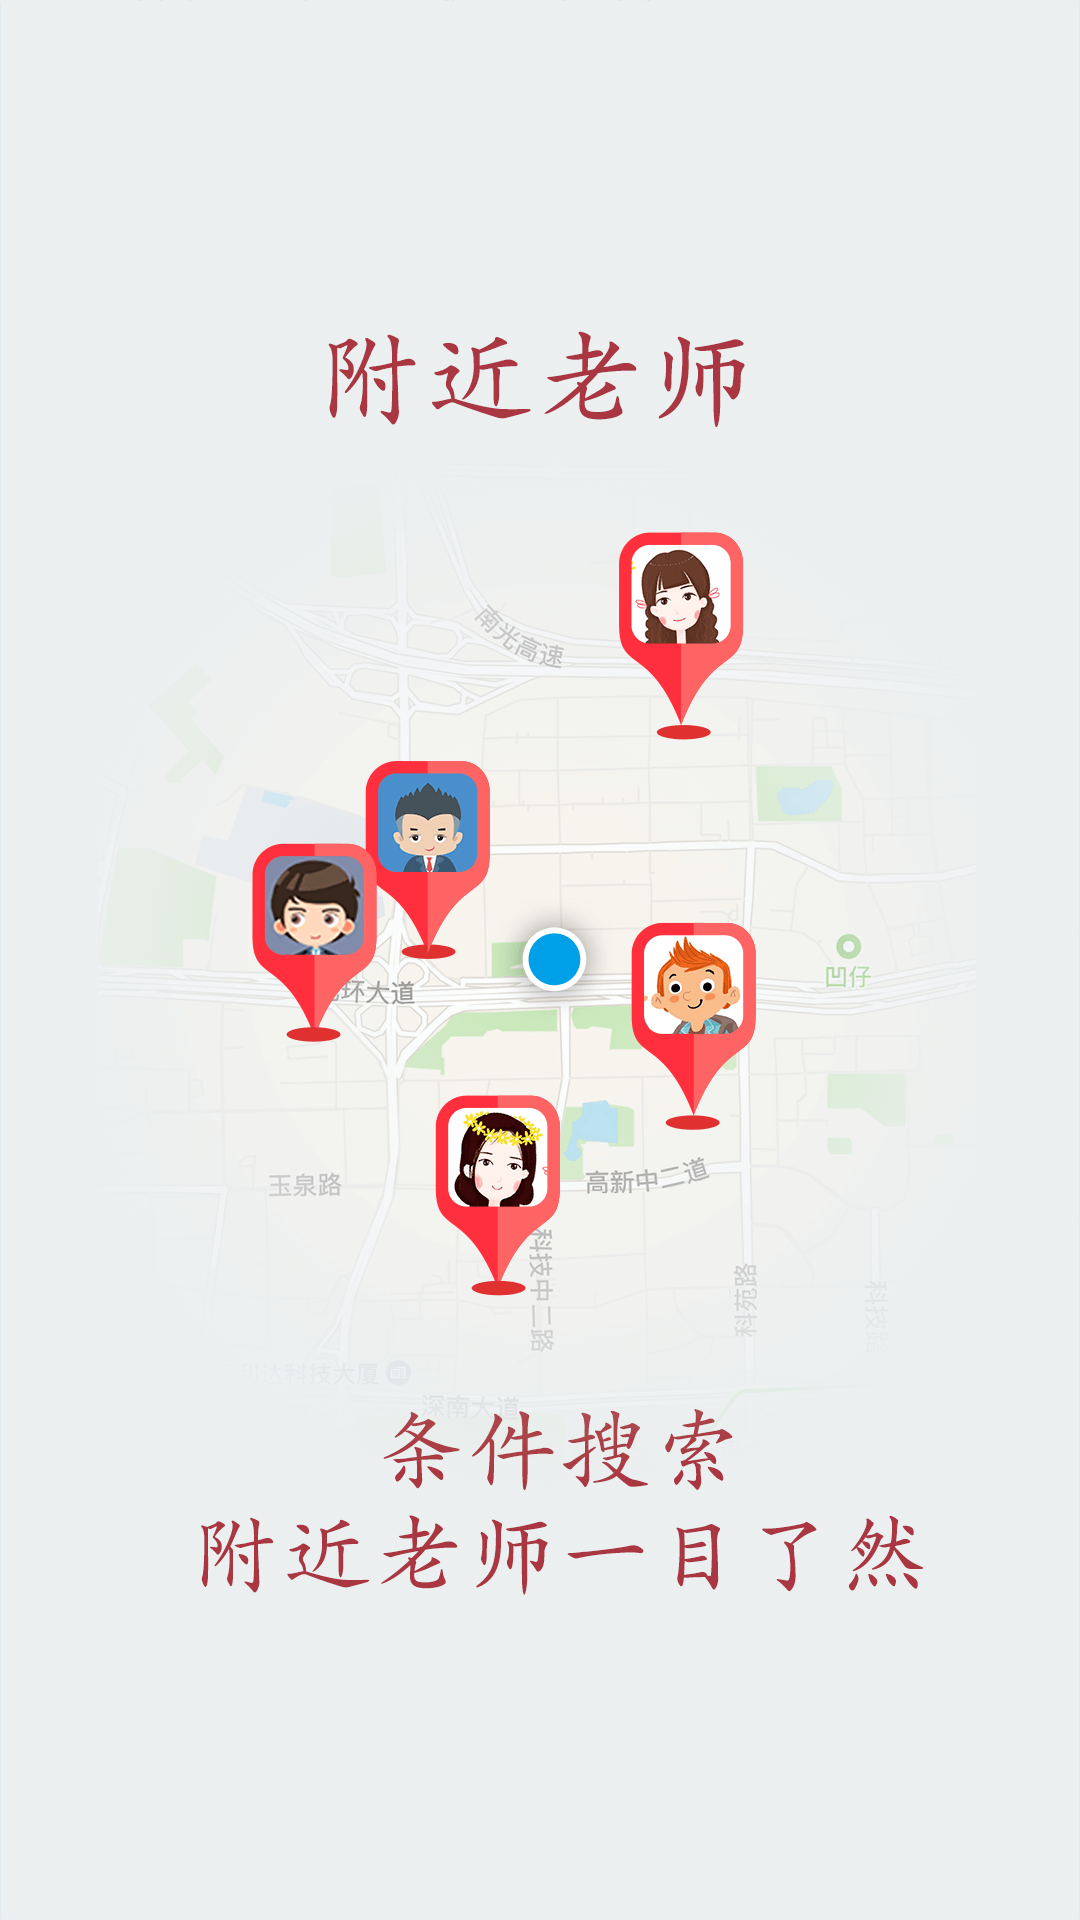 附近老师
南光高速
凹仔
环大道
玉泉路
高新中二道
科技中二路
科苑路
科技路
达科技大厦
深南大道
条件搜索
附近老师一目了然